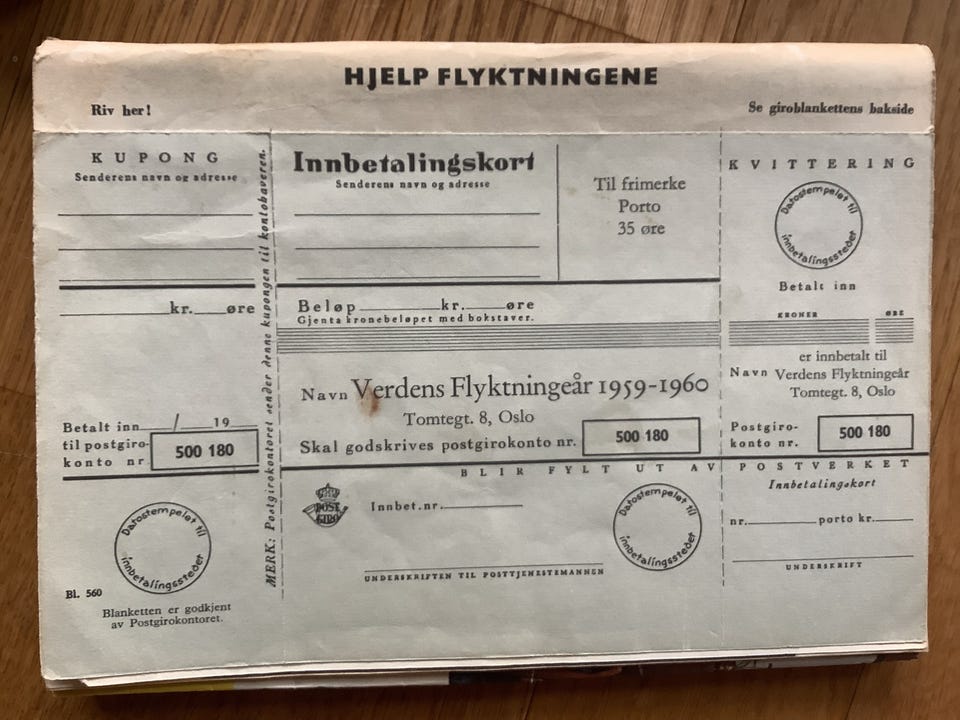 HJELP FLYKTNINGENE
Riv her!
Se giroblankettens bakside
KUPONG
Senderens navn og adresse
kr. øre
Betalt inn / 19
til postgiro-
konto nr
500 180
Datostempelet til
innbetalingsstedet
Bl. 560
Blanketten er godkjent
av Postgirokontoret.
MERK: Postgirokontoret sender denne kupongen til kontohaveren.
Innbetalingskort
Senderens navn og adresse
Til frimerke
Porto
35 øre
Beløp kr. øre
Gjenta kronebeløpet med bokstaver.
Navn Verdens Flyktningeår 1959-1960
Tomtegt. 8, Oslo
Skal godskrives postgirokonto nr. 500 180
BLIR FYLT UT AV POSTVERKET
POST
GIRO
Innbet.nr.
Datostempelet til
innbetalingsstedet
UNDERSKRIFTEN TIL POSTTJENESTEMANNEN
KVITTERING
Datostempelet til
innbetalingsstedet
Betalt inn
KRONER ØRE
er innbetalt til
Navn Verdens Flyktningeår
Tomtegt. 8, Oslo
Postgiro-
konto nr.
500 180
Innbetalingskort
nr. porto kr.
UNDERSKRIFT